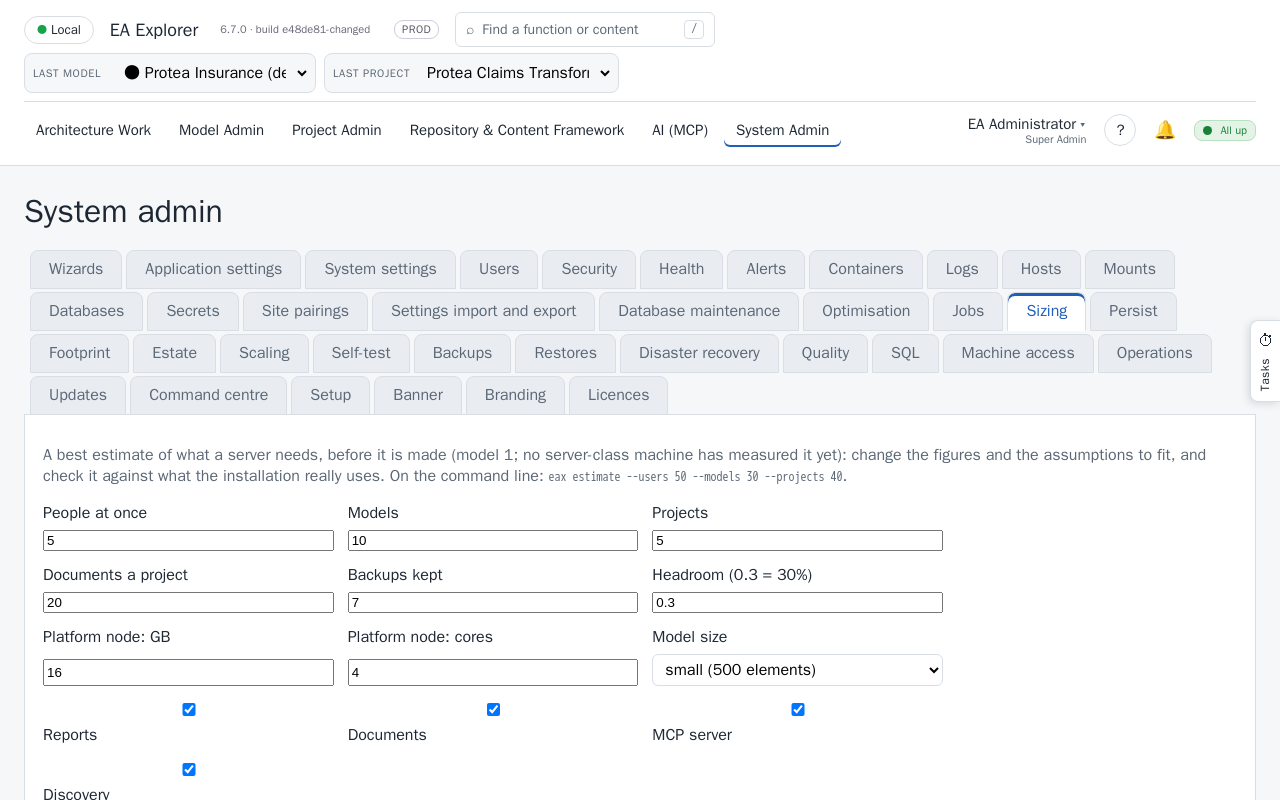 Local
EA Explorer
6.7.0 · build e48de81-changed
PROD
Find a function or content
/
LAST MODEL
Protea Insurance (de
LAST PROJECT
Protea Claims Transfor
Architecture Work
Model Admin
Project Admin
Repository & Content Framework
AI (MCP)
System Admin
EA Administrator
Super Admin
?
All up
System admin
Wizards
Application settings
System settings
Users
Security
Health
Alerts
Containers
Logs
Hosts
Mounts
Databases
Secrets
Site pairings
Settings import and export
Database maintenance
Optimisation
Jobs
Sizing
Persist
Footprint
Estate
Scaling
Self-test
Backups
Restores
Disaster recovery
Quality
SQL
Machine access
Operations
Updates
Command centre
Setup
Banner
Branding
Licences
Tasks
A best estimate of what a server needs, before it is made (model 1; no server-class machine has measured it yet): change the figures and the assumptions to fit, and
check it against what the installation really uses. On the command line: eax estimate --users 50 --models 30 --projects 40.
People at once
Models
Projects
5
10
5
Documents a project
Backups kept
Headroom (0.3 = 30%)
20
7
0.3
Platform node: GB
Platform node: cores
Model size
16
4
small (500 elements)
Reports
Documents
MCP server
Discovery